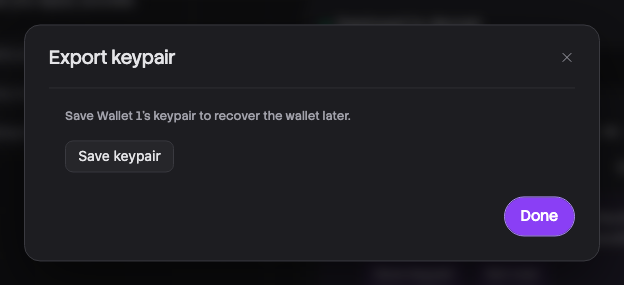 Export keypair
Save Wallet 1's keypair to recover the wallet later.
Save keypair
Done